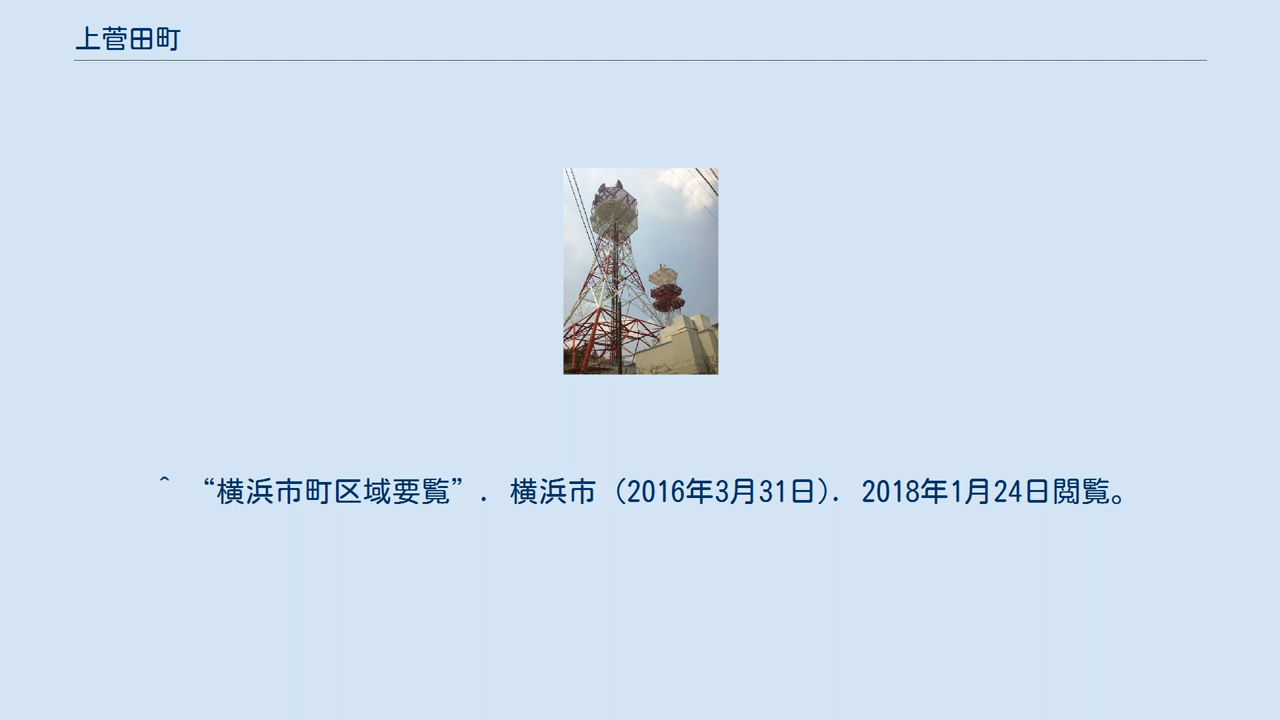 上菅田町
^ “横浜市町区域要覧”. 横浜市 (2016年3月31日). 2018年1月24日閲覧。